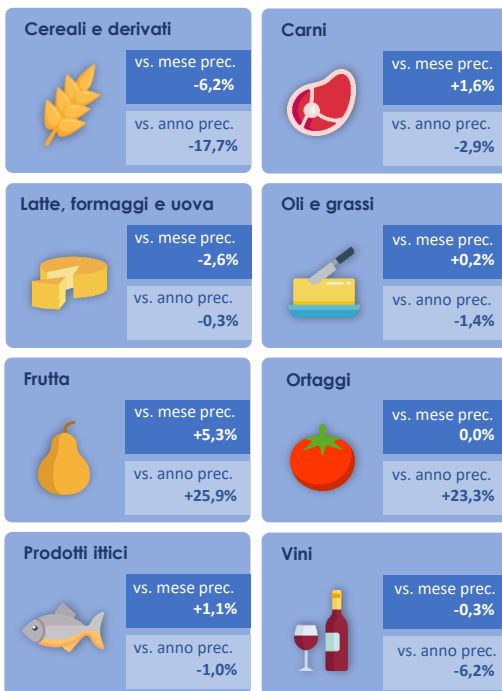 Cereali e derivati
vs. mese prec.
-6,2%
vs. anno prec.
-17,7%
Carni
vs. mese prec.
+1,6%
vs. anno prec.
-2,9%
Latte, formaggi e uova
vs. mese prec.
-2,6%
vs. anno prec.
-0,3%
Oli e grassi
vs. mese prec.
+0,2%
vs. anno prec.
-1,4%
Frutta
vs. mese prec.
+5,3%
vs. anno prec.
+25,9%
Ortaggi
vs. mese prec.
0,0%
vs. anno prec.
+23,3%
Prodotti ittici
vs. mese prec.
+1,1%
vs. anno prec.
-1,0%
Vini
vs. mese prec.
-0,3%
vs. anno prec.
-6,2%